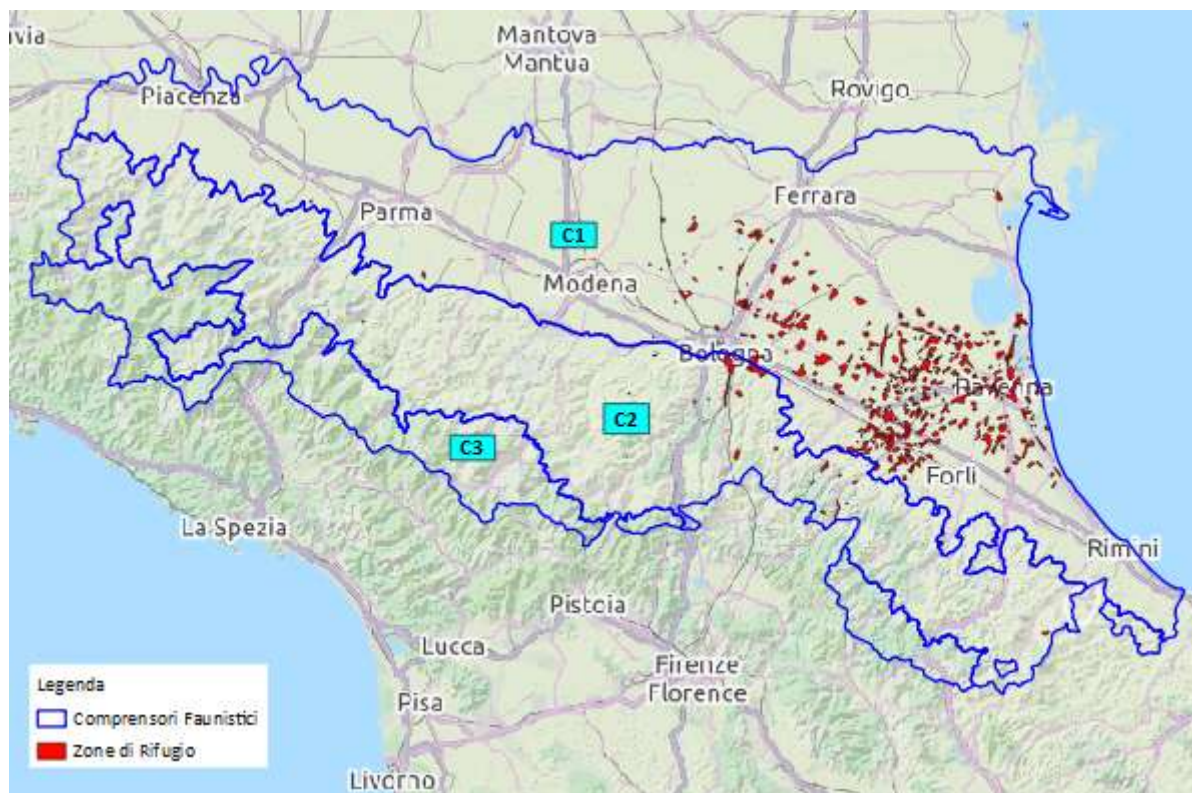 via
Mantova
Mantua
Piacenza
Rovigo
Ferrara
Parma
C1
Modena
Bologna
Ravenna
C2
C3
Forlì
La Spezia
Rimini
Pistoia
Lucca
Firenze
Florence
Pisa
Livorno
Legenda
Comprensori Faunistici
Zone di Rifugio